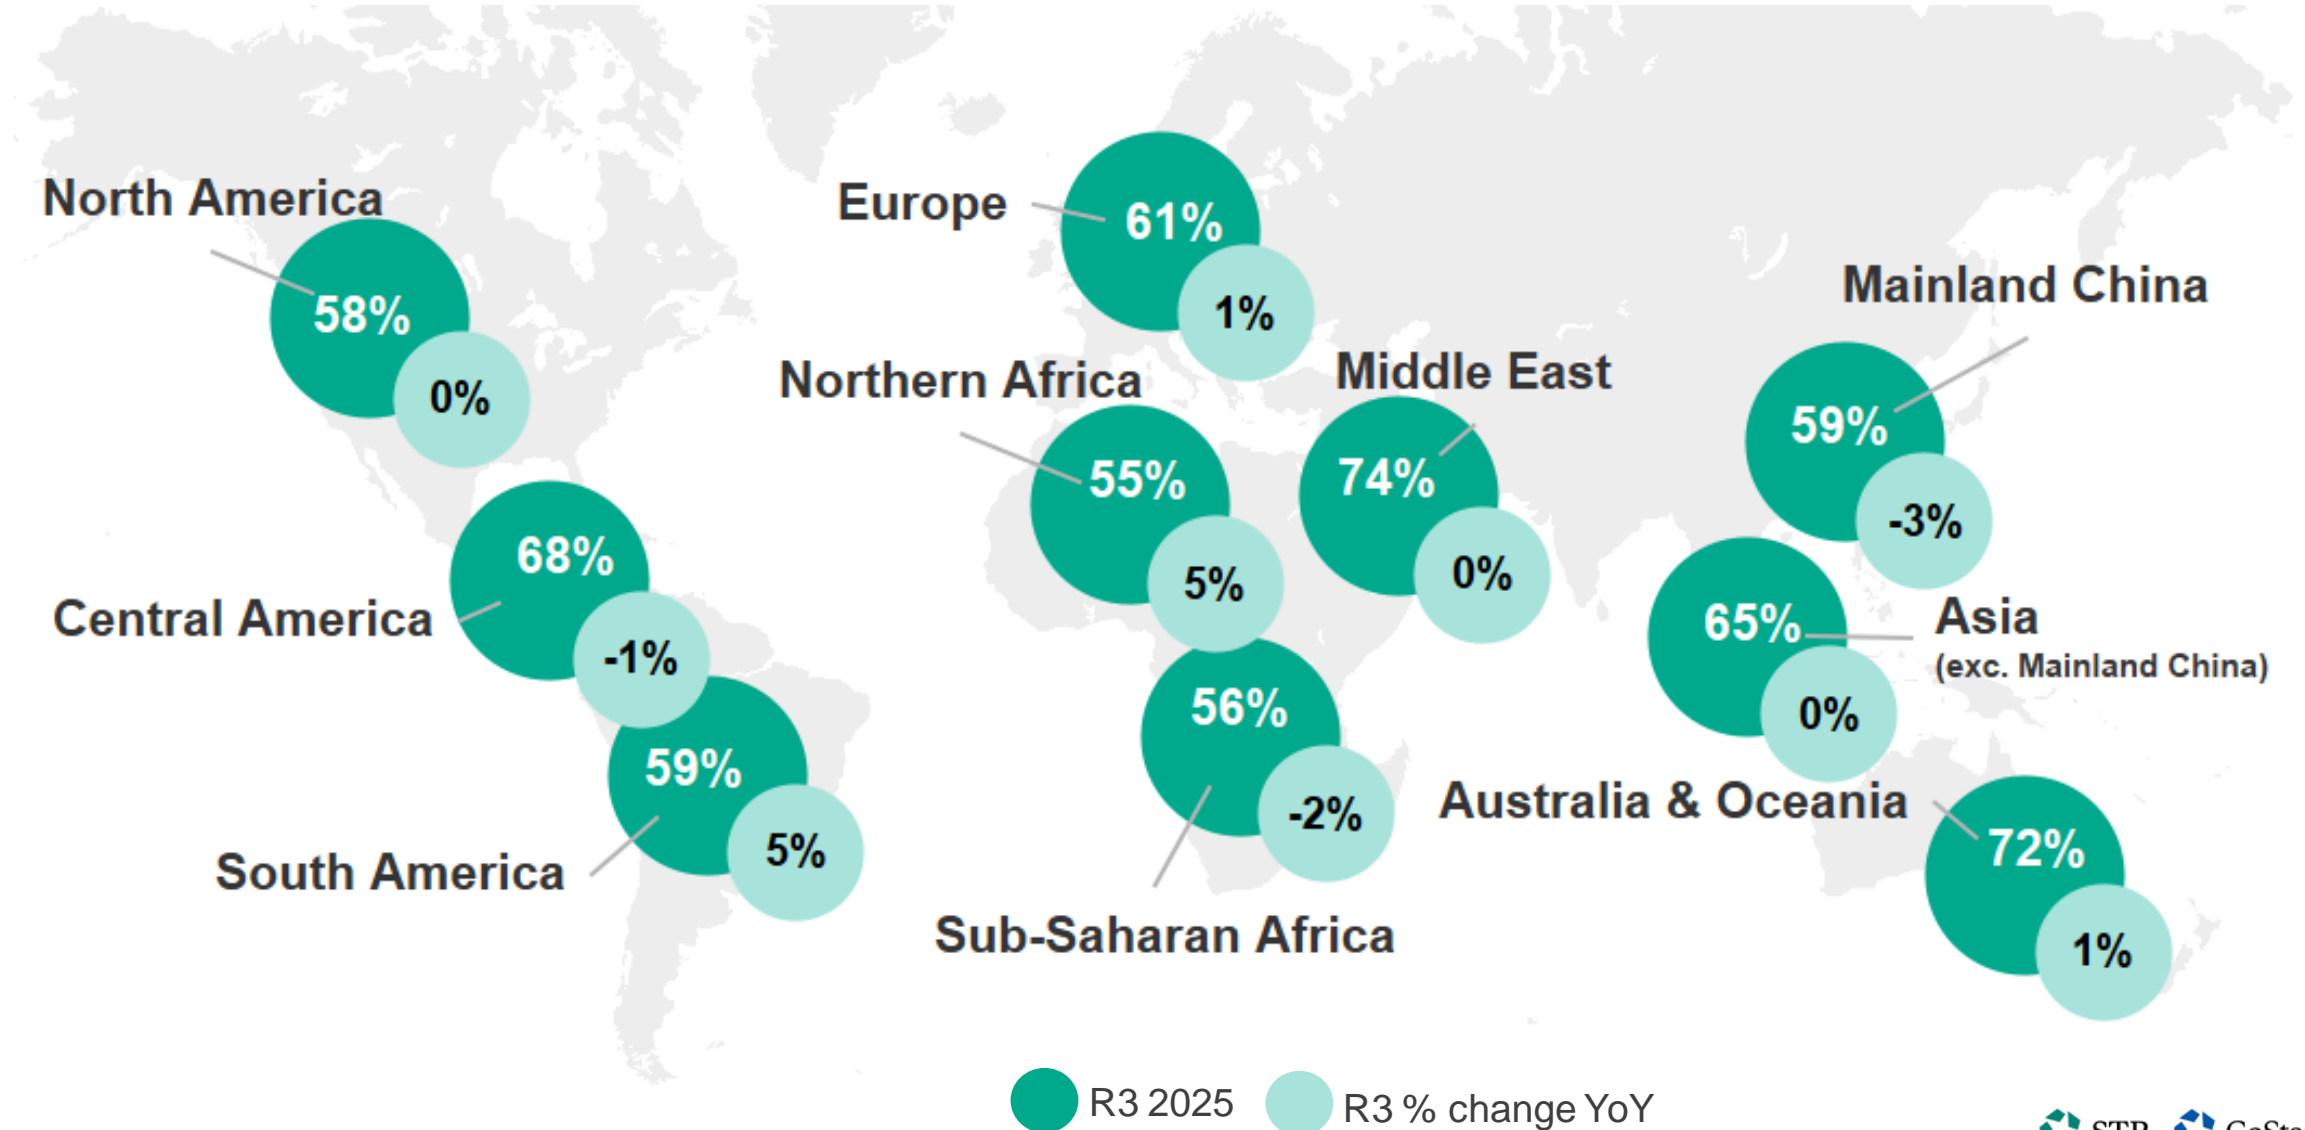 North America
58%
0%
Europe
61%
1%
Mainland China
59%
-3%
Northern Africa
55%
5%
Middle East
74%
0%
Central America
68%
-1%
Asia
(exc. Mainland China)
65%
0%
South America
59%
5%
Sub-Saharan Africa
56%
-2%
Australia & Oceania
72%
1%
R3 2025
R3 % change YoY